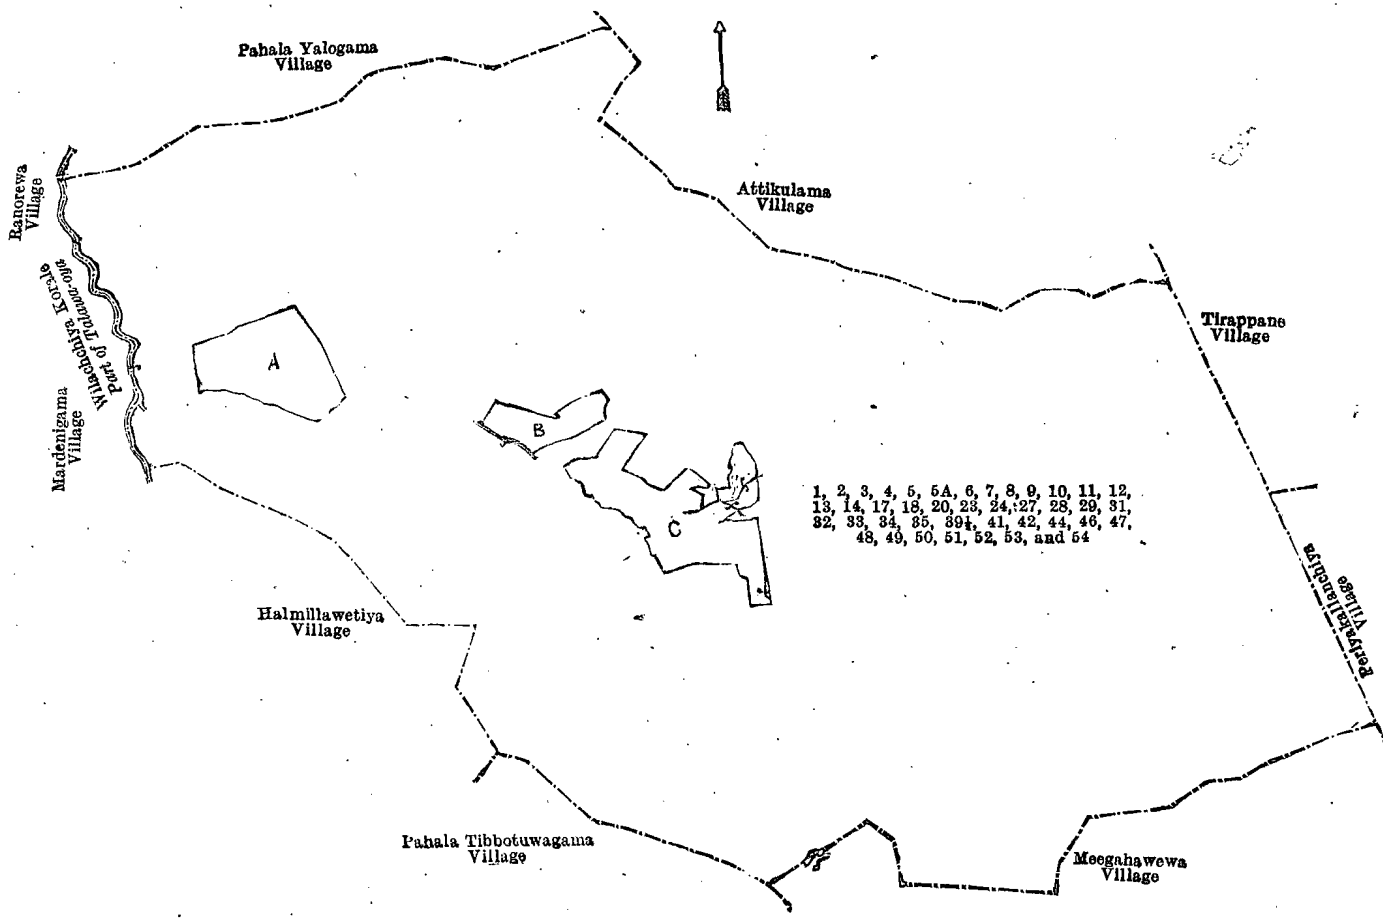 Pahala Yalogama
Village
Attikulama
Village
Ranorewa
Village
Wilachchiya Korale
Part of Talawa-oya
Mardenigama
Village
Tirappane
Village
A
B
C
1, 2, 3, 4, 5, 5A, 6, 7, 8, 9, 10, 11, 12,
13, 14, 17, 18, 20, 23, 24, 27, 28, 29, 31,
32, 33, 34, 35, 39½, 41, 42, 44, 46, 47,
48, 49, 50, 51, 52, 53, and 54
Periyakallanchiya
Village
Halmillawetiya
Village
Pahala Tibbotuwagama
Village
Meegahawewa
Village